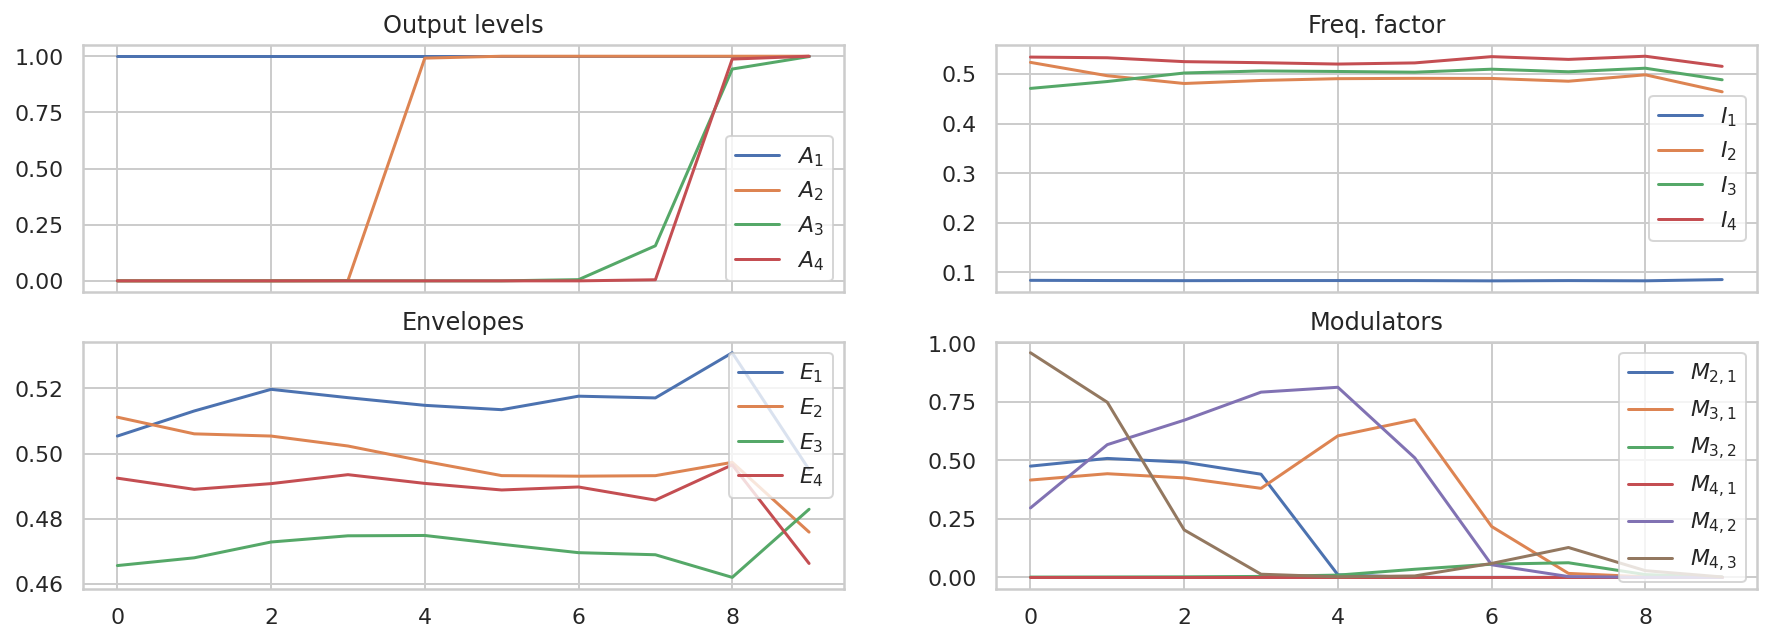 Output levels
1.00
0.75
0.50
0.25
0.00
A1
A2
A3
A4
Freq. factor
0.5
0.4
0.3
0.2
0.1
I1
I2
I3
I4
Envelopes
0.52
0.50
0.48
0.46
0 2 4 6 8
E1
E2
E3
E4
Modulators
1.00
0.75
0.50
0.25
0.00
0 2 4 6 8
M2,1
M3,1
M3,2
M4,1
M4,2
M4,3